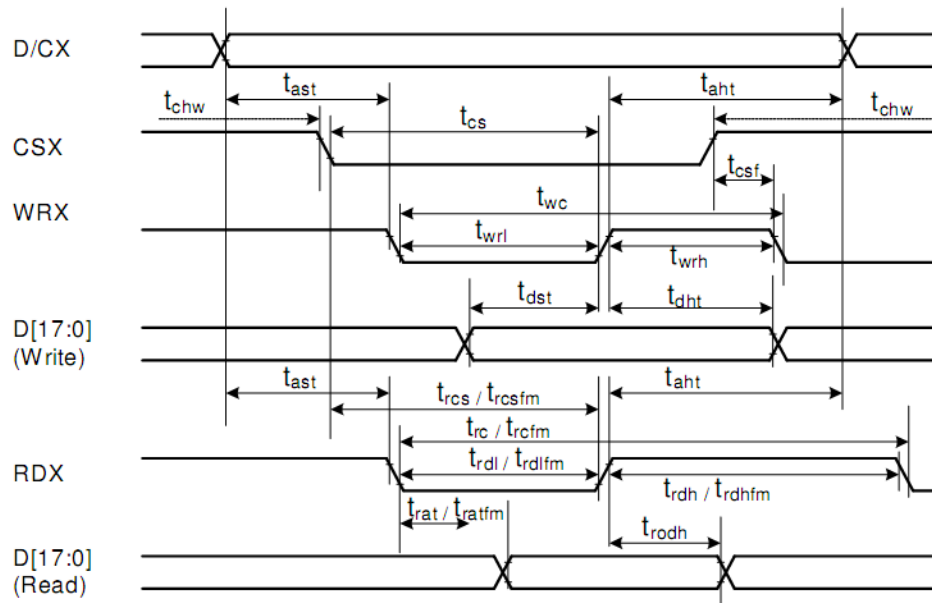 D/CX
tast
taht
tchw
tchw
tcs
CSX
tcsf
WRX
twc
twrl
twrh
tdst
tdht
D[17:0]
(Write)
tast
taht
trcs / trcsfm
trc / trcfm
trdl / trdlfm
RDX
trdh / trdhfm
trat / tratfm
trodh
D[17:0]
(Read)